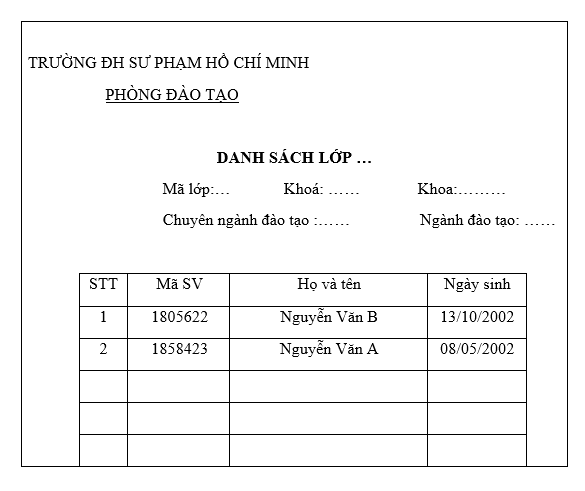 TRƯỜNG ĐH SƯ PHẠM HỒ CHÍ MINH
PHÒNG ĐÀO TẠO
DANH SÁCH LỚP …
Mã lớp:… Khoá: …… Khoa:………
Chuyên ngành đào tạo :…… Ngành đào tạo: ……
STT Mã SV Họ và tên Ngày sinh
1 1805622 Nguyễn Văn B 13/10/2002
2 1858423 Nguyễn Văn A 08/05/2002